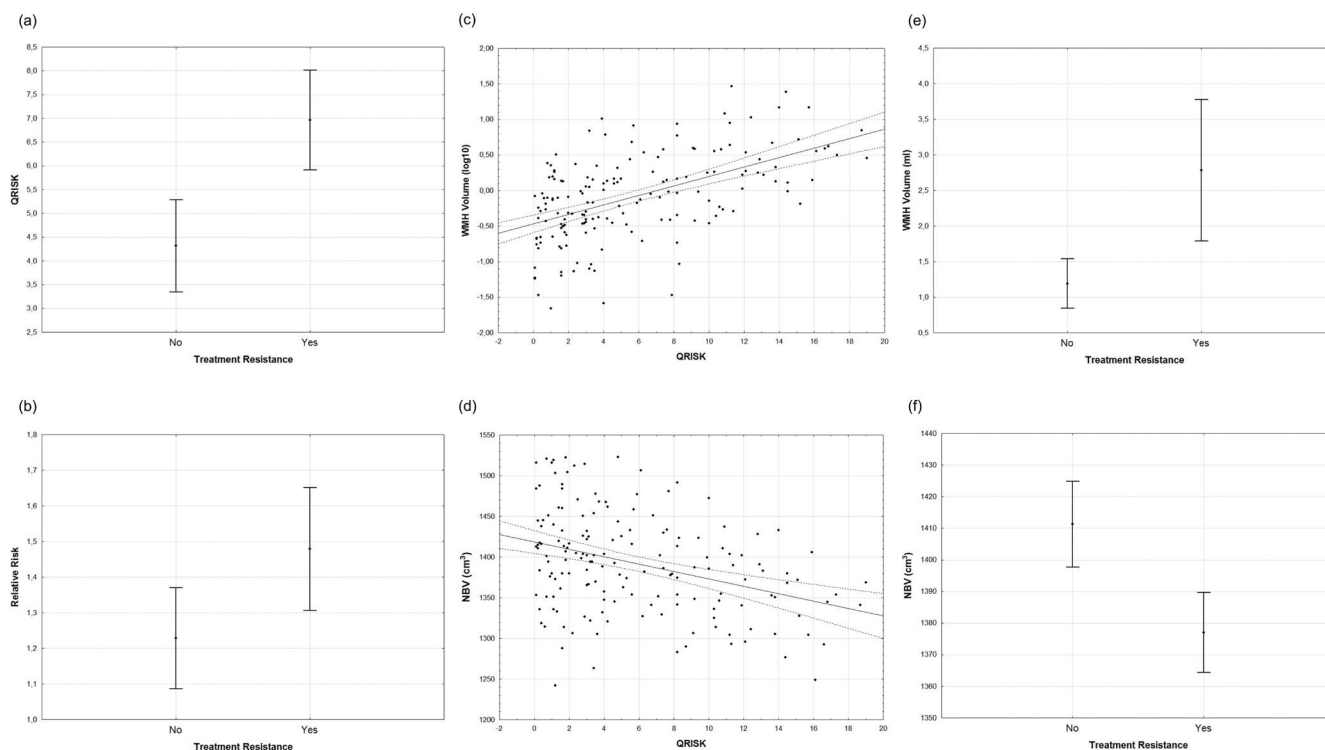 (a)
8,5
8,0
7,5
7,0
6,5
6,0
5,5
5,0
4,5
4,0
3,5
3,0
2,5
QRISK
No Yes
Treatment Resistance
(c)
2,00
1,50
1,00
0,50
0,00
-0,50
-1,00
-1,50
-2,00
WMH Volume (log10)
-2 0 2 4 6 8 10 12 14 16 18 20
QRISK
(e)
4,5
4,0
3,5
3,0
2,5
2,0
1,5
1,0
0,5
0,0
WMH Volume (ml)
No Yes
Treatment Resistance
(b)
1,8
1,7
1,6
1,5
1,4
1,3
1,2
1,1
1,0
Relative Risk
No Yes
Treatment Resistance
(d)
1550
1500
1450
1400
1350
1300
1250
1200
NBV (cm³)
-2 0 2 4 6 8 10 12 14 16 18 20
QRISK
(f)
1440
1430
1420
1410
1400
1390
1380
1370
1360
1350
NBV (cm³)
No Yes
Treatment Resistance